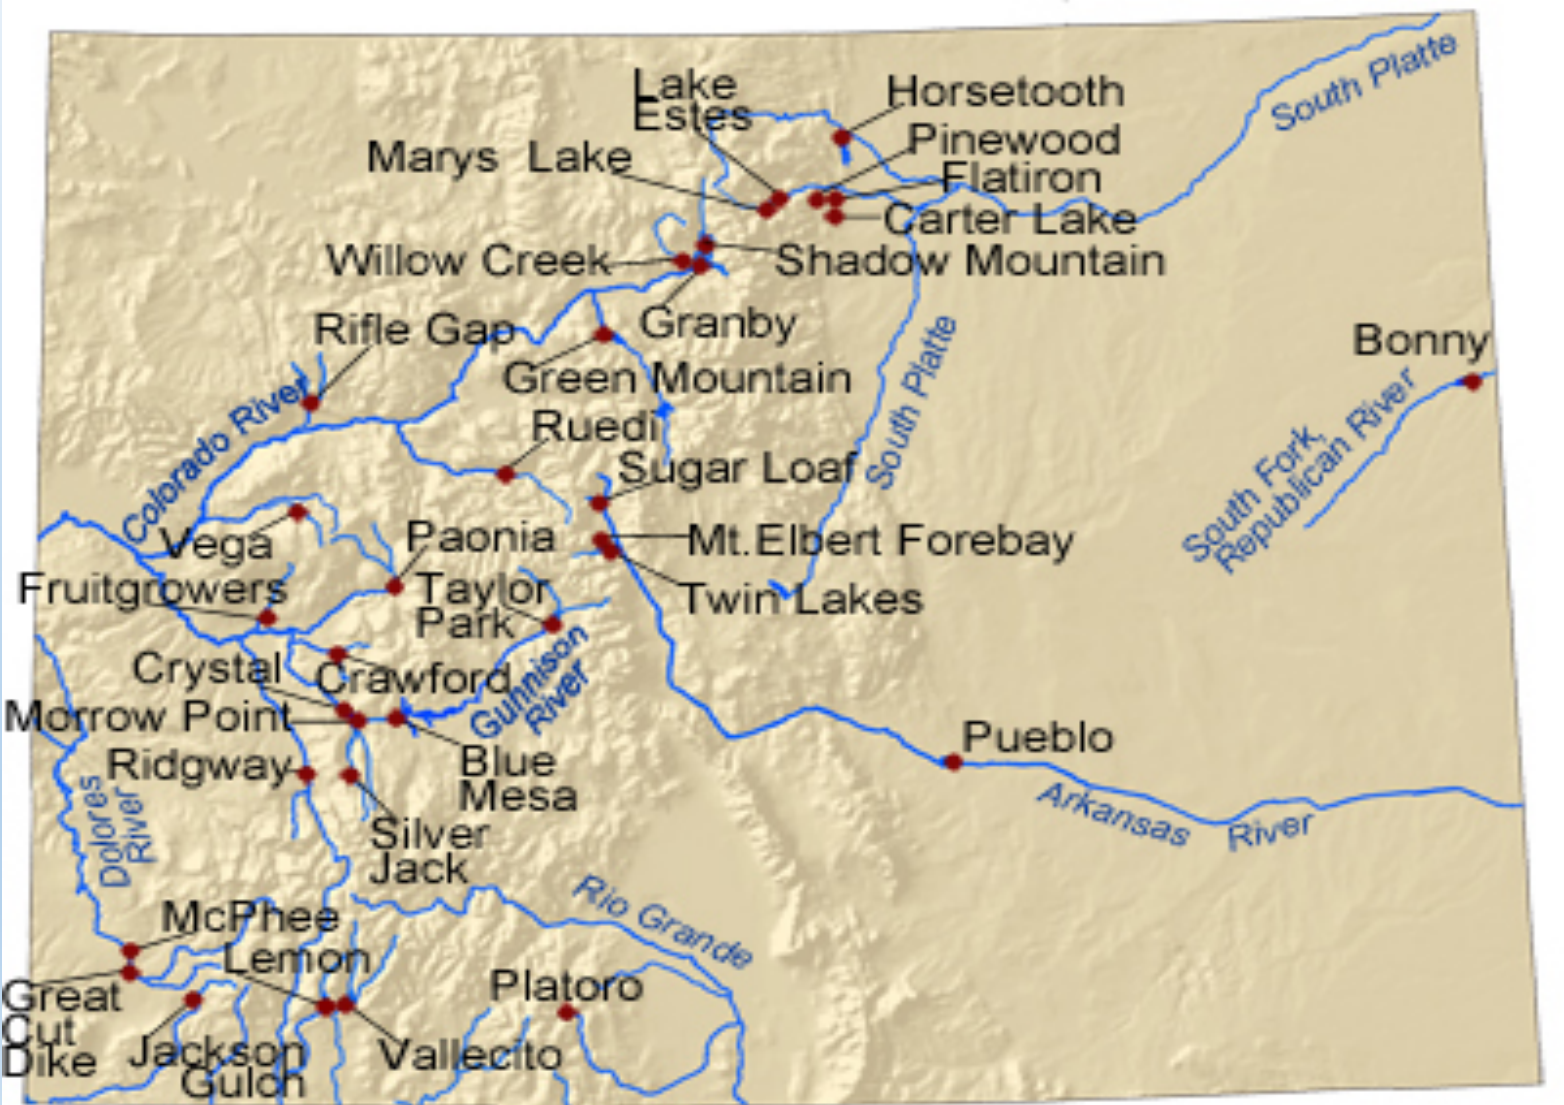 Lake
Estes
Horsetooth
South Platte
Marys Lake
Pinewood
Flatiron
Carter Lake
Willow Creek
Shadow Mountain
Rifle Gap
Granby
Bonny
Green Mountain
South Platte
Colorado River
Ruedi
South Fork,
Republican River
Sugar Loaf
Vega
Paonia
Mt.Elbert Forebay
Fruitgrowers
Taylor
Park
Twin Lakes
Crystal
Crawford
Gunnison
River
Morrow Point
Ridgway
Blue
Mesa
Pueblo
Dolores
River
Silver
Jack
Arkansas River
McPhee
Rio Grande
Lemon
Platoro
Great
Cut
Dike
Jackson
Gulch
Vallecito